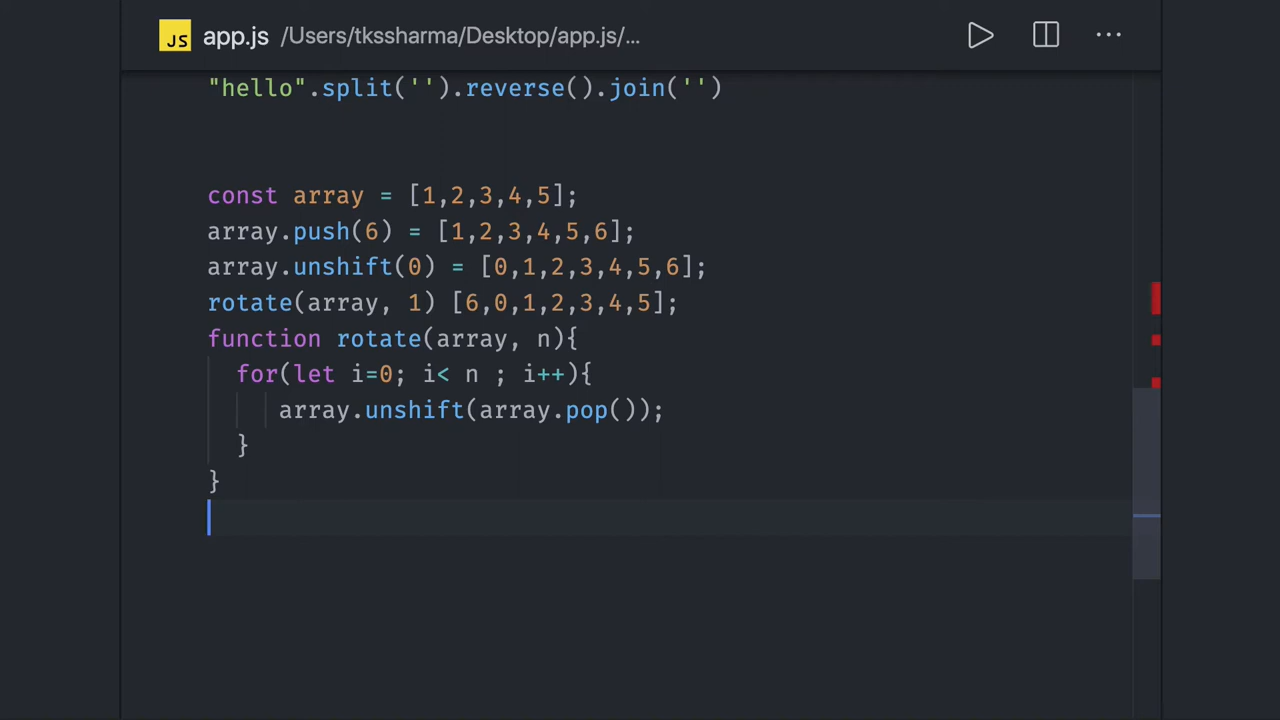 JS app.js /Users/tkssharma/Desktop/app.js/...
"hello".split('').reverse().join('')
const array = [1,2,3,4,5];
array.push(6) = [1,2,3,4,5,6];
array.unshift(0) = [0,1,2,3,4,5,6];
rotate(array, 1) [6,0,1,2,3,4,5];
function rotate(array, n){
  for(let i=0; i< n ; i++){
     array.unshift(array.pop());
  }
}